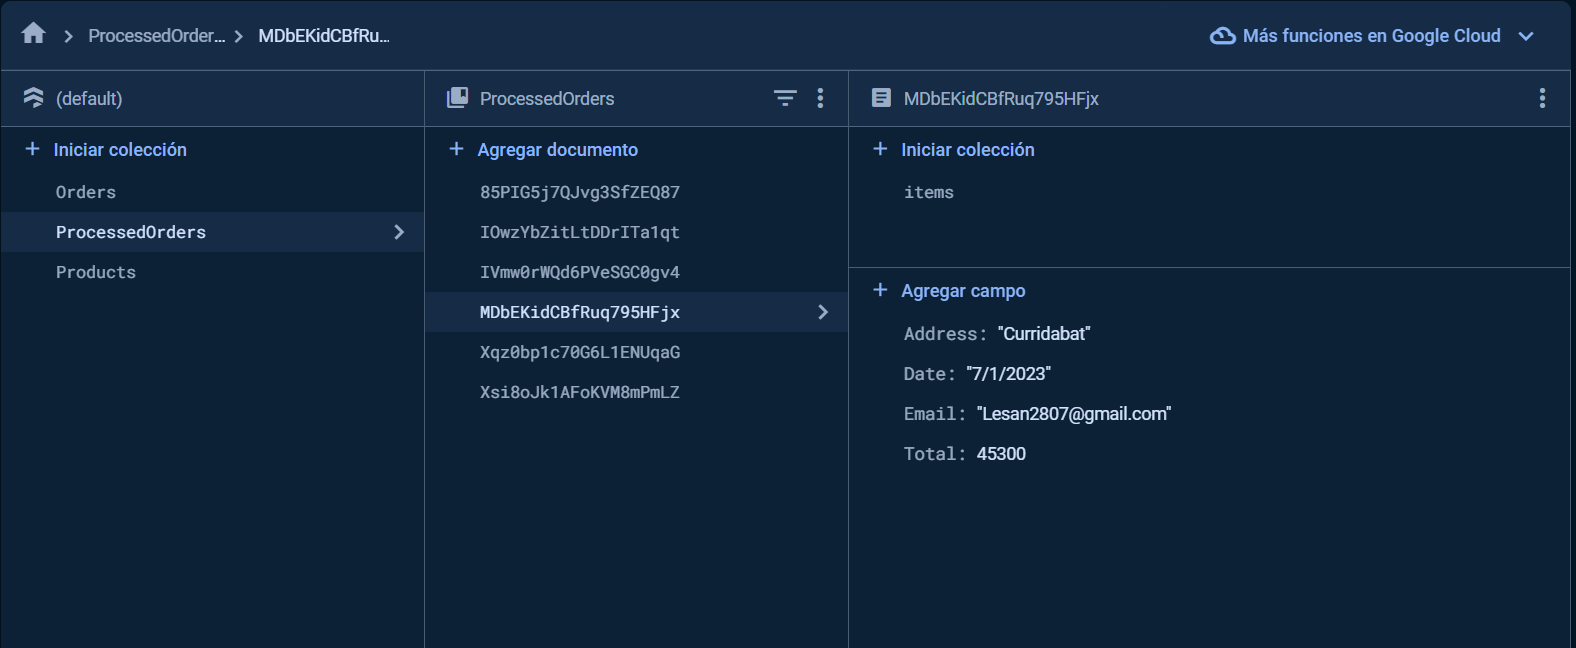 ProcessedOrder... MDbEKidCBfRu...
Más funciones en Google Cloud
(default)
Iniciar colección
Orders
ProcessedOrders
Products
ProcessedOrders
Agregar documento
85PIG5j7QJvg3SfZEQ87
IOwzYbZitLtDDrITa1qt
IVmw0rWQd6PVeSGC0gv4
MDbEKidCBfRuq795HFjx
Xqz0bp1c70G6L1ENUqaG
Xsi8oJk1AFoKVM8mPmLZ
MDbEKidCBfRuq795HFjx
Iniciar colección
items
Agregar campo
Address: "Curridabat"
Date: "7/1/2023"
Email: "Lesan2807@gmail.com"
Total: 45300